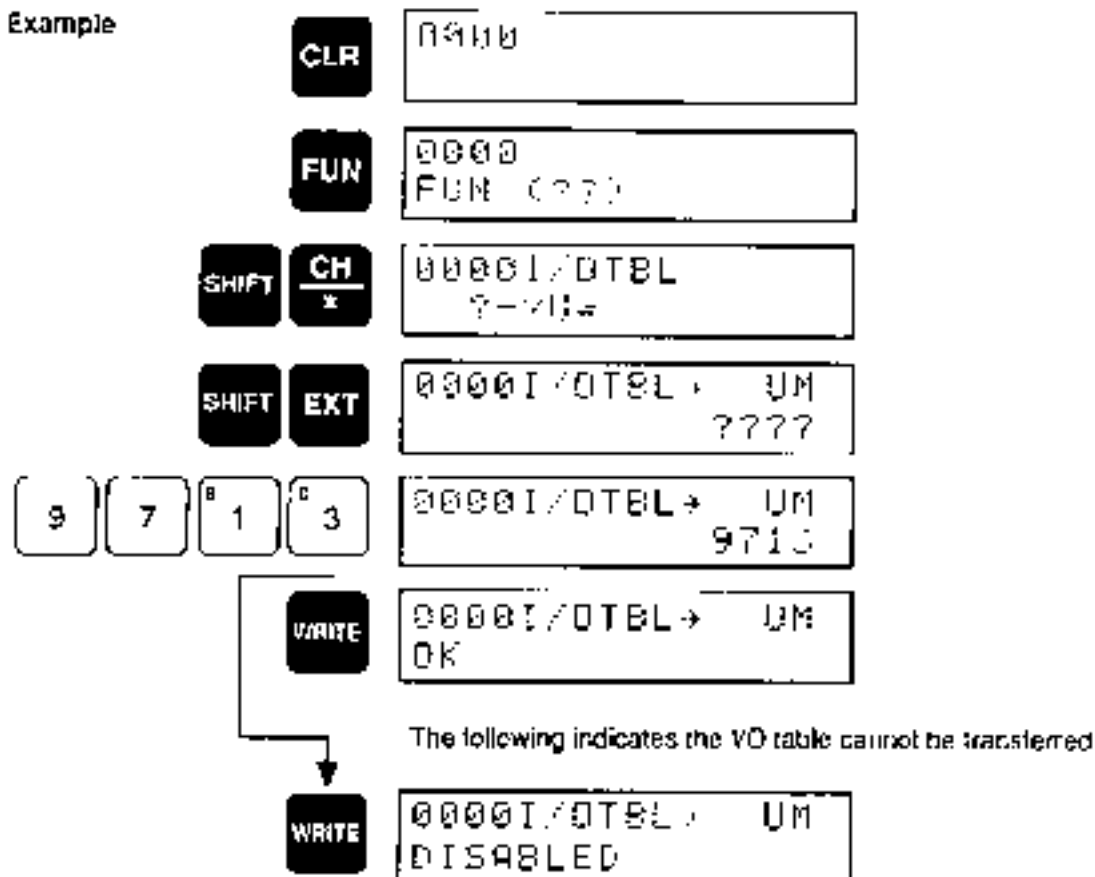 Example
CLR
0000
FUN
0000
FUN (??)
SHIFT CH
*
0000I/OTBL
SHIFT EXT
0000I/OTBL→ UM
????
9 7 B 1 C 3
0000I/OTBL→ UM
9713
WRITE
0000I/OTBL→ UM
OK
The following indicates the I/O table cannot be transferred
WRITE
0000I/OTBL→ UM
DISABLED